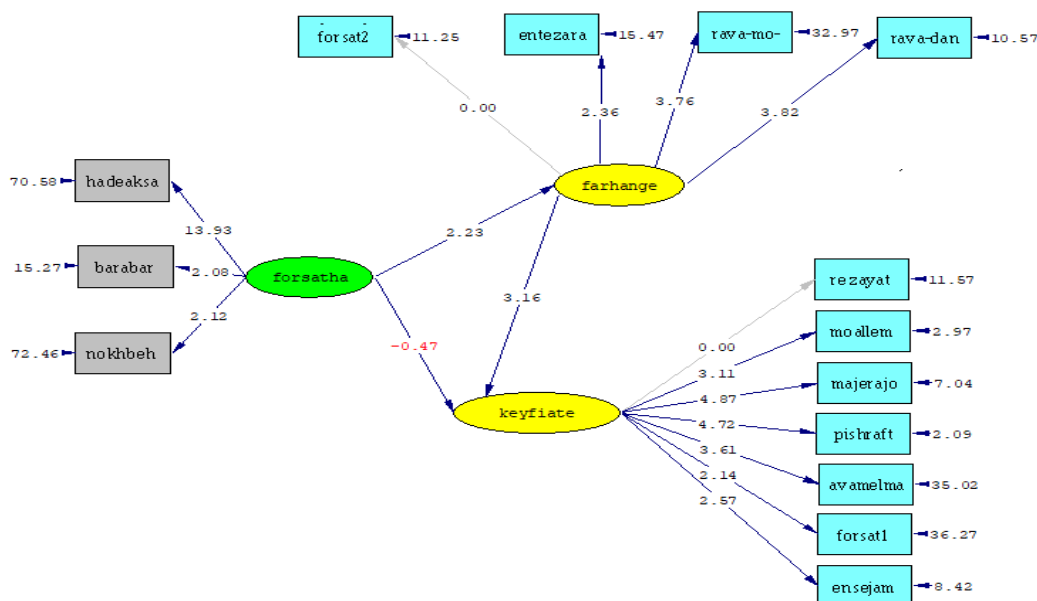 forsat2
11.25
entezara
15.47
rava-mo-
32.97
rava-dan
10.57
0.00
2.36
3.76
3.82
70.58
hadeaksa
farhange
13.93
2.23
15.27
barabar
2.08
forsatha
rezayat
11.57
2.12
3.16
moallem
2.97
72.46
nokhbeh
-0.47
0.00
3.11
majerajo
7.04
4.87
keyfiate
4.72
pishraft
2.09
3.61
2.14
avamelma
35.02
2.57
forsat1
36.27
ensejam
8.42